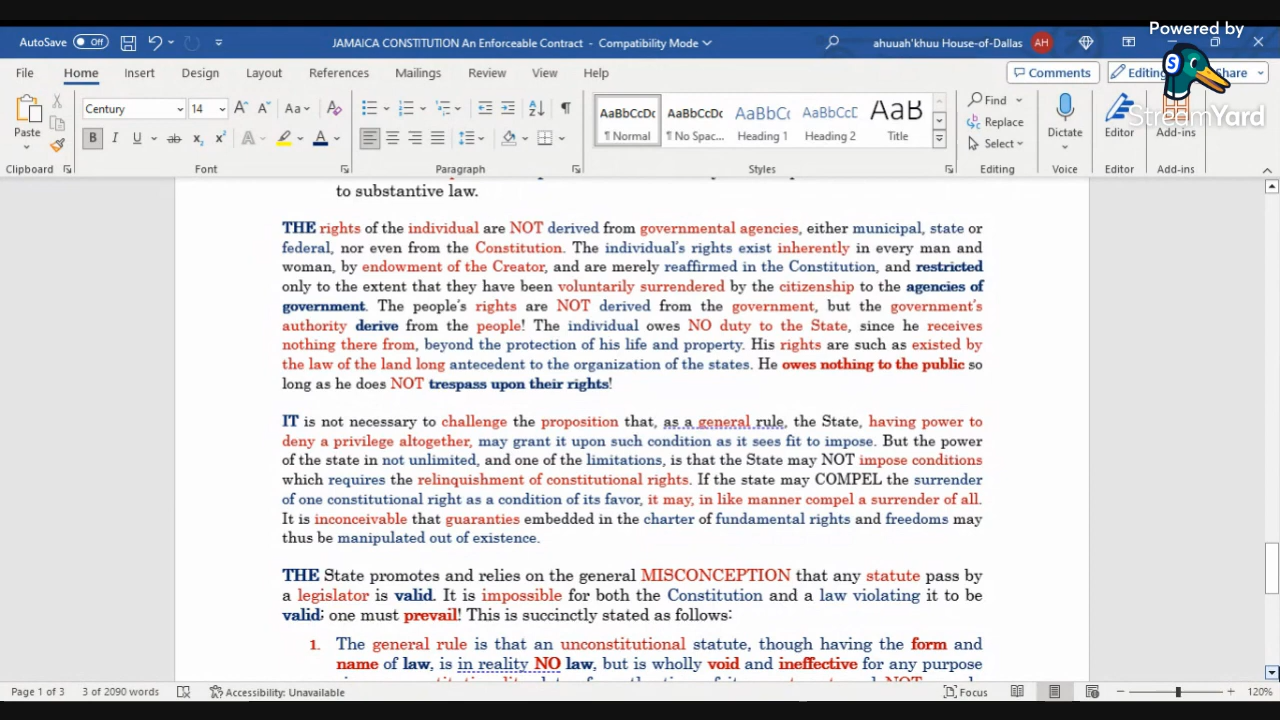 Powered by
StreamYard
AutoSave Off
JAMAICA CONSTITUTION An Enforceable Contract - Compatibility Mode
ahuuah'khuu House-of-Dallas AH
File Home Insert Design Layout References Mailings Review View Help
Comments Editing Share
Paste
Century 14
Aa
B I U ab x₂ x² A A
AaBbCcDc AaBbCcDc AaBbC AaBbCcD AaB
¶ Normal ¶ No Spac... Heading 1 Heading 2 Title
Find
Replace
Select
Dictate
Editor
Add-ins
Clipboard Font Paragraph Styles Editing Voice Editor Add-ins
to substantive law.
THE rights of the individual are NOT derived from governmental agencies, either municipal, state or
federal, nor even from the Constitution. The individual's rights exist inherently in every man and
woman, by endowment of the Creator, and are merely reaffirmed in the Constitution, and restricted
only to the extent that they have been voluntarily surrendered by the citizenship to the agencies of
government. The people's rights are NOT derived from the government, but the government's
authority derive from the people! The individual owes NO duty to the State, since he receives
nothing there from, beyond the protection of his life and property. His rights are such as existed by
the law of the land long antecedent to the organization of the states. He owes nothing to the public so
long as he does NOT trespass upon their rights!
IT is not necessary to challenge the proposition that, as a general rule, the State, having power to
deny a privilege altogether, may grant it upon such condition as it sees fit to impose. But the power
of the state in not unlimited, and one of the limitations, is that the State may NOT impose conditions
which requires the relinquishment of constitutional rights. If the state may COMPEL the surrender
of one constitutional right as a condition of its favor, it may, in like manner compel a surrender of all.
It is inconceivable that guaranties embedded in the charter of fundamental rights and freedoms may
thus be manipulated out of existence.
THE State promotes and relies on the general MISCONCEPTION that any statute pass by
a legislator is valid. It is impossible for both the Constitution and a law violating it to be
valid; one must prevail! This is succinctly stated as follows:
1. The general rule is that an unconstitutional statute, though having the form and
name of law, is in reality NO law, but is wholly void and ineffective for any purpose
Page 1 of 3 3 of 2090 words Accessibility: Unavailable Focus 120%